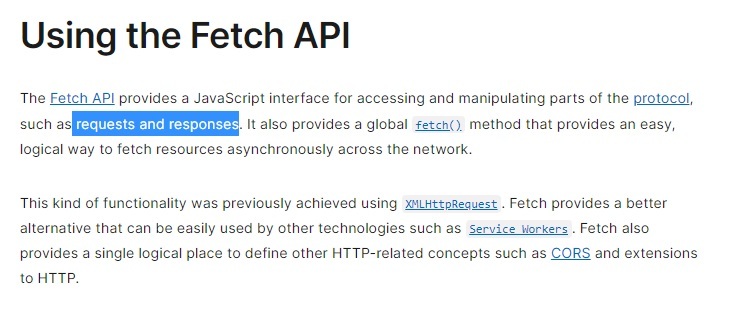 Using the Fetch API
The Fetch API provides a JavaScript interface for accessing and manipulating parts of the protocol,
such as requests and responses. It also provides a global fetch() method that provides an easy,
logical way to fetch resources asynchronously across the network.
This kind of functionality was previously achieved using XMLHttpRequest. Fetch provides a better
alternative that can be easily used by other technologies such as Service Workers. Fetch also
provides a single logical place to define other HTTP-related concepts such as CORS and extensions
to HTTP.